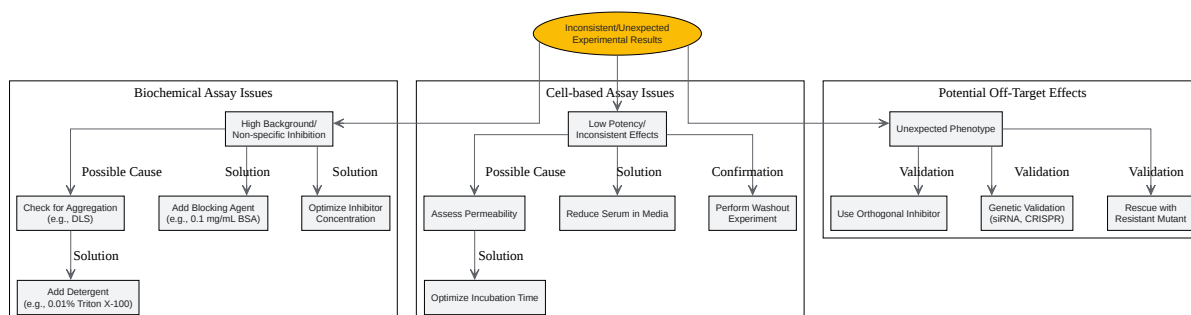 Inconsistent/Unexpected
Experimental Results
Biochemical Assay Issues
High Background/
Non-specific Inhibition
Possible Cause
Solution
Solution
Check for Aggregation
(e.g., DLS)
Add Blocking Agent
(e.g., 0.1 mg/mL BSA)
Optimize Inhibitor
Concentration
Solution
Add Detergent
(e.g., 0.01% Triton X-100)
Cell-based Assay Issues
Low Potency/
Inconsistent Effects
Possible Cause
Solution
Confirmation
Assess Permeability
Reduce Serum in Media
Perform Washout
Experiment
Solution
Optimize Incubation Time
Potential Off-Target Effects
Unexpected Phenotype
Validation
Validation
Validation
Use Orthogonal Inhibitor
Genetic Validation
(siRNA, CRISPR)
Rescue with
Resistant Mutant